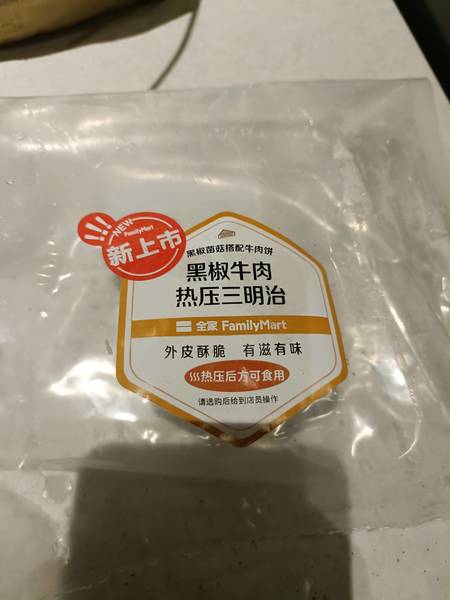 NEW
FamilyMart
新上市
黑椒菌菇搭配牛肉饼
黑椒牛肉
热压三明治
全家 FamilyMart
外皮酥脆 有滋有味
热压后方可食用
请选购后给到店员操作